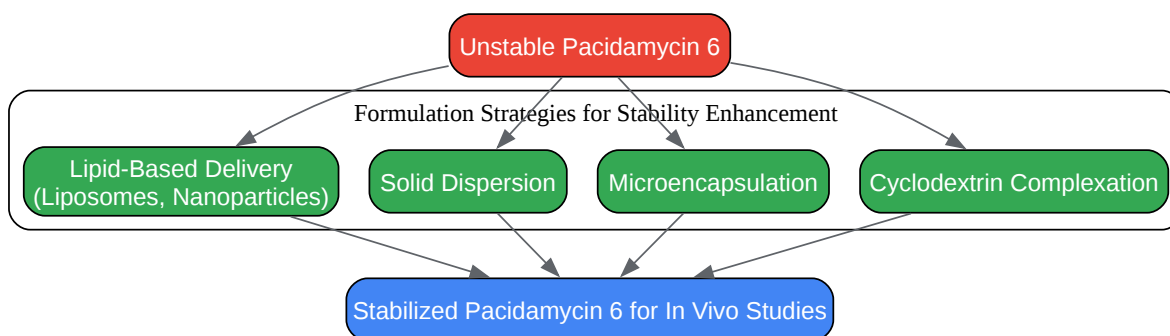 Unstable Pacidamycin 6
Formulation Strategies for Stability Enhancement
Lipid-Based Delivery
(Liposomes, Nanoparticles)
Solid Dispersion
Microencapsulation
Cyclodextrin Complexation
Stabilized Pacidamycin 6 for In Vivo Studies